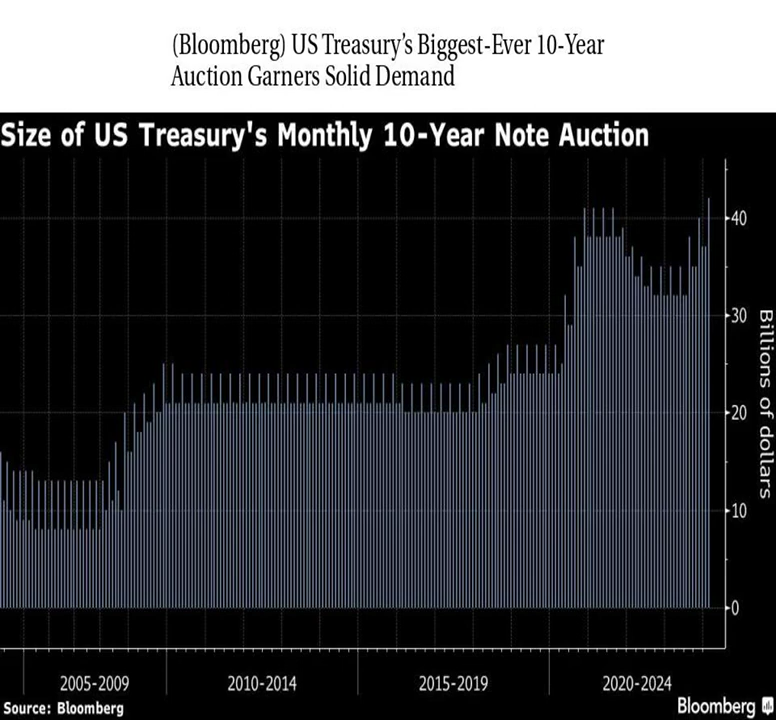 (Bloomberg) US Treasury's Biggest-Ever 10-Year
Auction Garners Solid Demand
Size of US Treasury's Monthly 10-Year Note Auction
40
30
20
10
0
Billions of dollars
2005-2009
2010-2014
2015-2019
2020-2024
Source: Bloomberg
Bloomberg